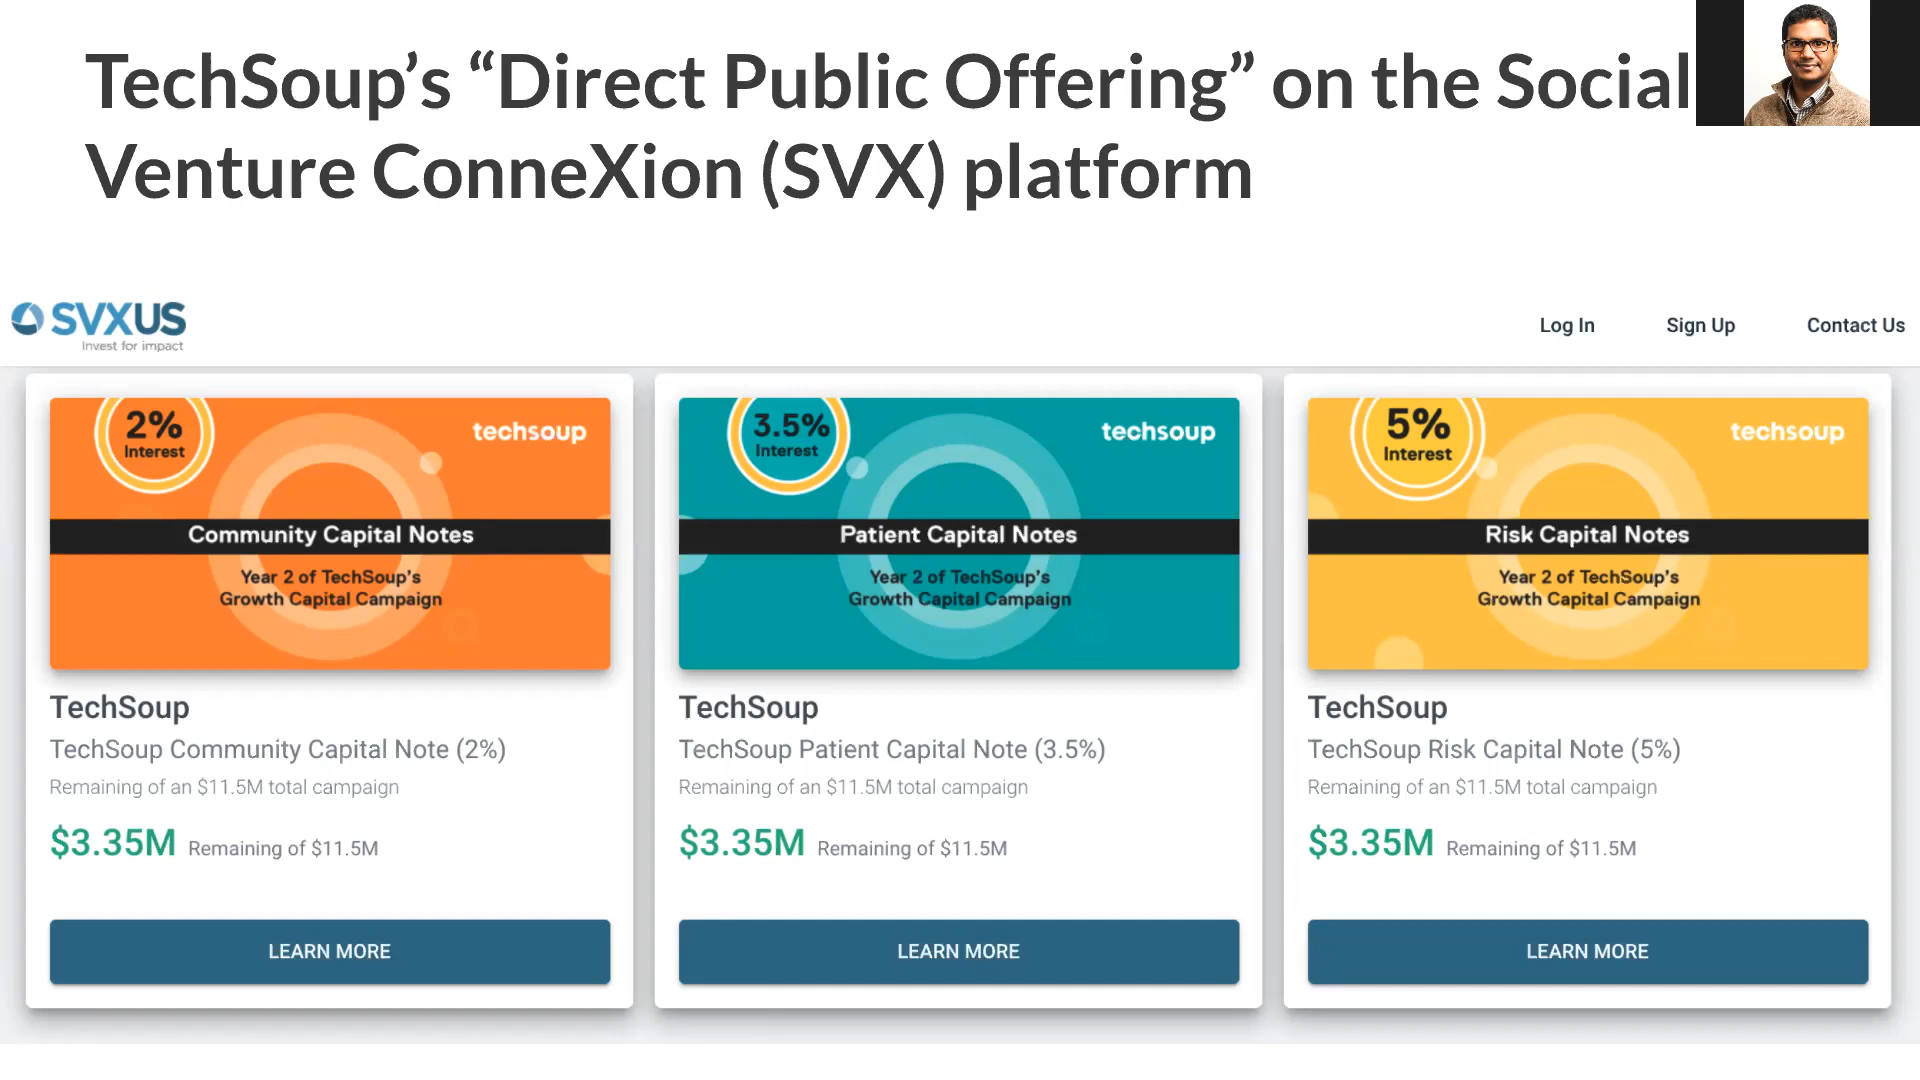 TechSoup’s “Direct Public Offering” on the Social
Venture ConneXion (SVX) platform
SVXUS
Invest for impact
Log In
Sign Up
Contact Us
2%
Interest
techsoup
Community Capital Notes
Year 2 of TechSoup’s
Growth Capital Campaign
TechSoup
TechSoup Community Capital Note (2%)
Remaining of an $11.5M total campaign
$3.35M Remaining of $11.5M
LEARN MORE
3.5%
Interest
techsoup
Patient Capital Notes
Year 2 of TechSoup’s
Growth Capital Campaign
TechSoup
TechSoup Patient Capital Note (3.5%)
Remaining of an $11.5M total campaign
$3.35M Remaining of $11.5M
LEARN MORE
5%
Interest
techsoup
Risk Capital Notes
Year 2 of TechSoup’s
Growth Capital Campaign
TechSoup
TechSoup Risk Capital Note (5%)
Remaining of an $11.5M total campaign
$3.35M Remaining of $11.5M
LEARN MORE